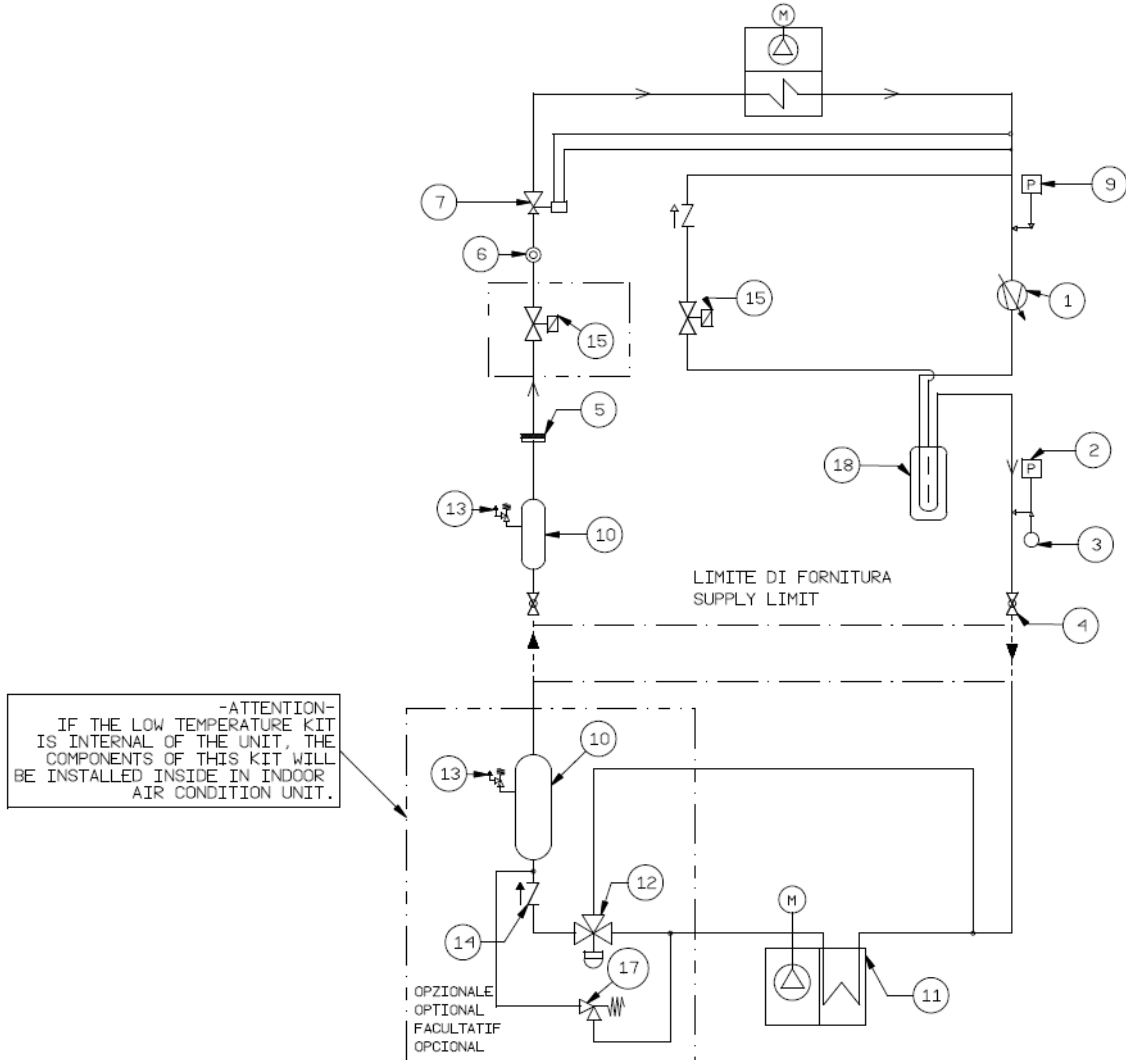 M
7
9
P
6
1
15
15
5
18
2
P
13
10
3
LIMITE DI FORNITURA
SUPPLY LIMIT
4
-ATTENTION-
IF THE LOW TEMPERATURE KIT
IS INTERNAL OF THE UNIT, THE
COMPONENTS OF THIS KIT WILL
BE INSTALLED INSIDE IN INDOOR
AIR CONDITION UNIT.
10
13
12
M
14
17
11
OPZIONALE
OPTIONAL
FACULTATIF
OPCIONAL